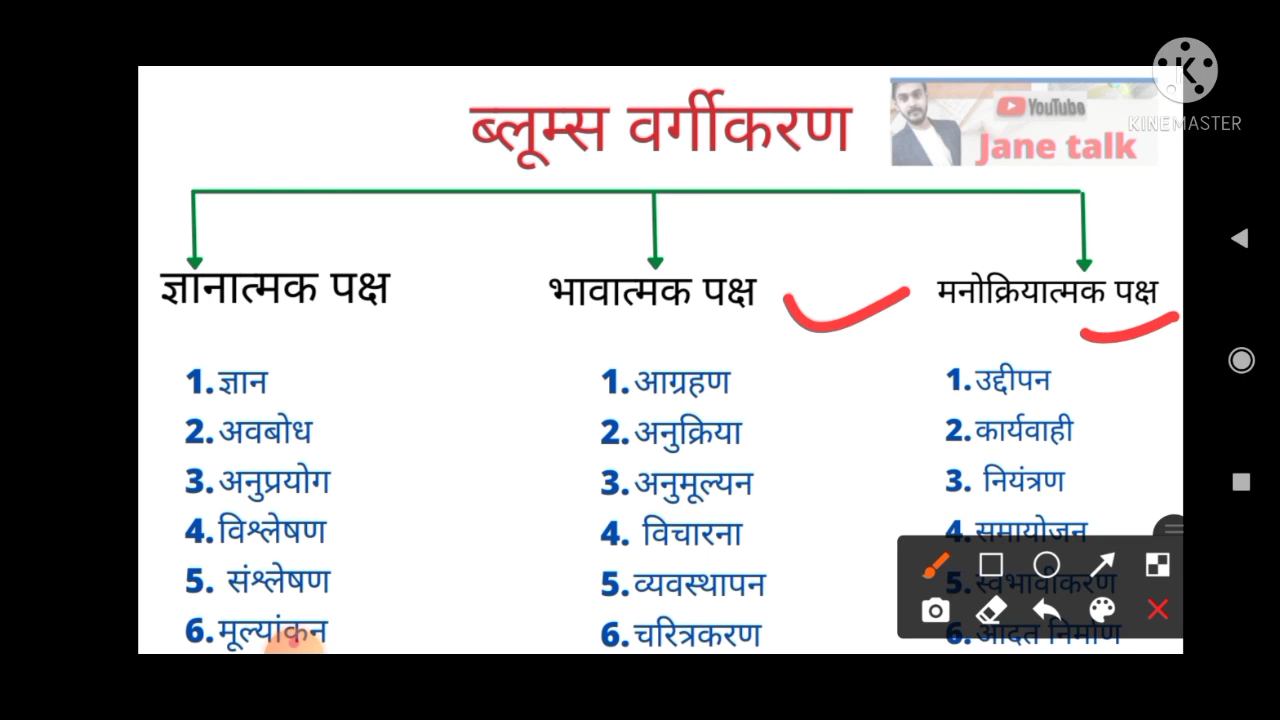 ब्लूम्स वर्गीकरण
YouTube
Jane talk
KINEMASTER
ज्ञानात्मक पक्ष
1. ज्ञान
2. अवबोध
3. अनुप्रयोग
4. विश्लेषण
5. संश्लेषण
6. मूल्यांकन
भावात्मक पक्ष
1. आग्रहण
2. अनुक्रिया
3. अनुमूल्यन
4. विचारना
5. व्यवस्थापन
6. चरित्रकरण
मनोक्रियात्मक पक्ष
1. उद्दीपन
2. कार्यवाही
3. नियंत्रण
4. समायोजन
5. स्वभावीकरण
6. आदत निर्माण